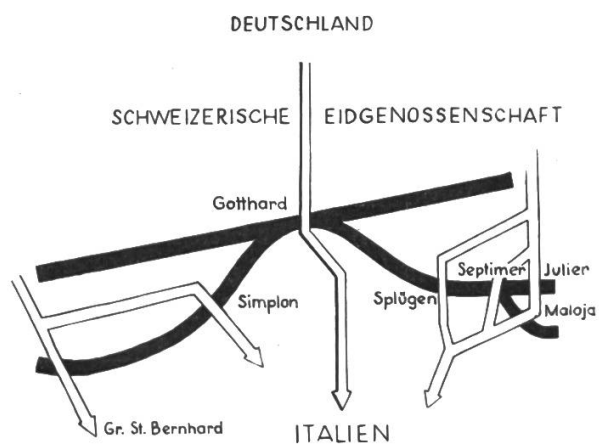 DEUTSCHLAND
SCHWEIZERISCHE EIDGENOSSENSCHAFT
Gotthard
Septimer Julier
Simplon Splügen
Maloja
Gr. St. Bernhard
ITALIEN